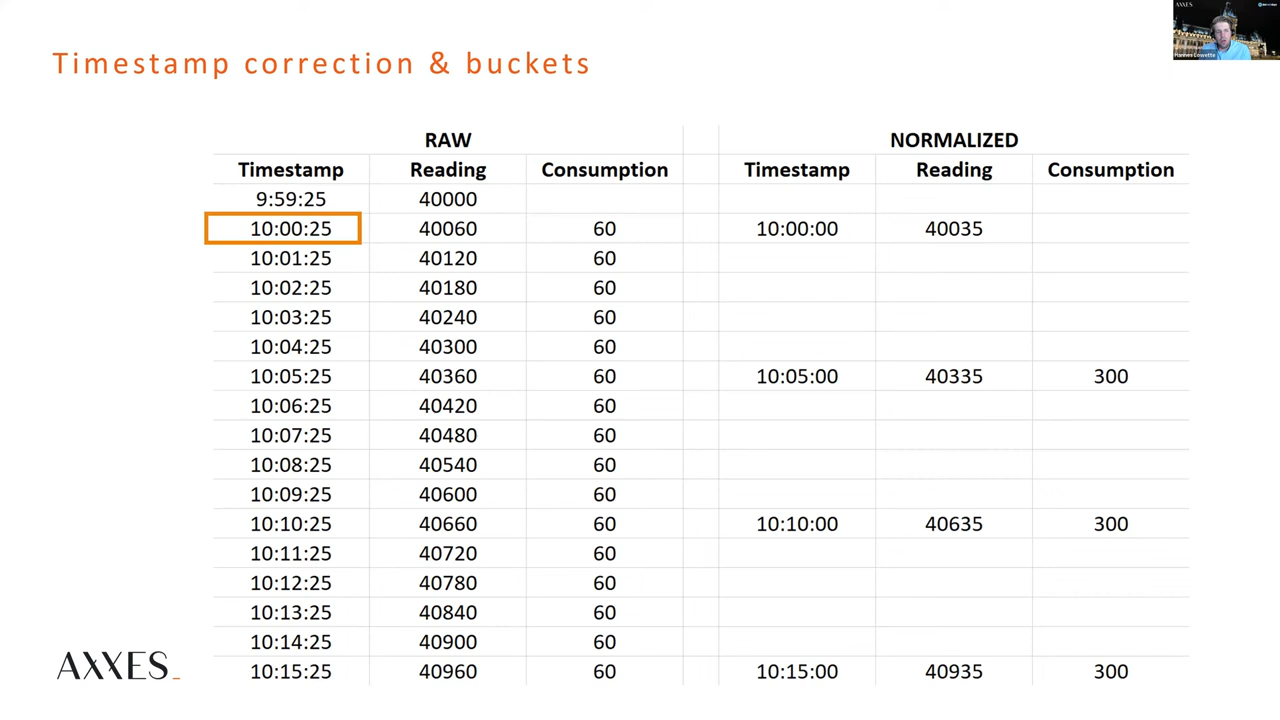 Timestamp correction & buckets
AXXES
Hannes Lowette
RAW NORMALIZED
Timestamp Reading Consumption Timestamp Reading Consumption
9:59:25 40000
10:00:25 40060 60 10:00:00 40035
10:01:25 40120 60
10:02:25 40180 60
10:03:25 40240 60
10:04:25 40300 60
10:05:25 40360 60 10:05:00 40335 300
10:06:25 40420 60
10:07:25 40480 60
10:08:25 40540 60
10:09:25 40600 60
10:10:25 40660 60 10:10:00 40635 300
10:11:25 40720 60
10:12:25 40780 60
10:13:25 40840 60
10:14:25 40900 60
10:15:25 40960 60 10:15:00 40935 300
AXXES_